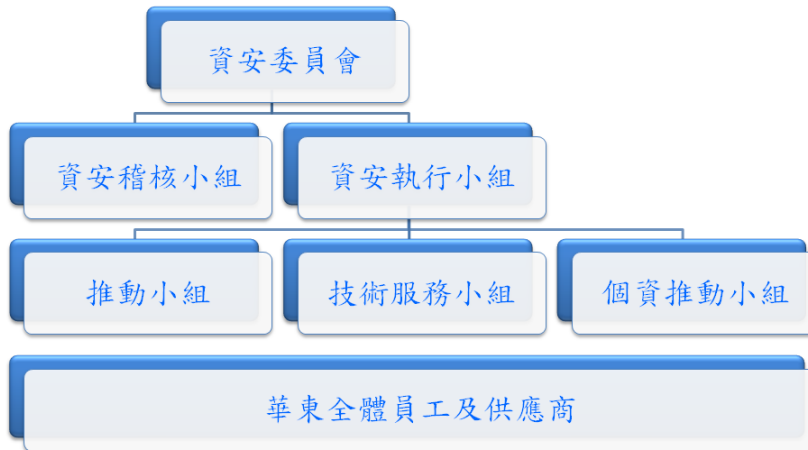 資安委員會
資安稽核小組
資安執行小組
推動小組
技術服務小組
個資推動小組
華東全體員工及供應商